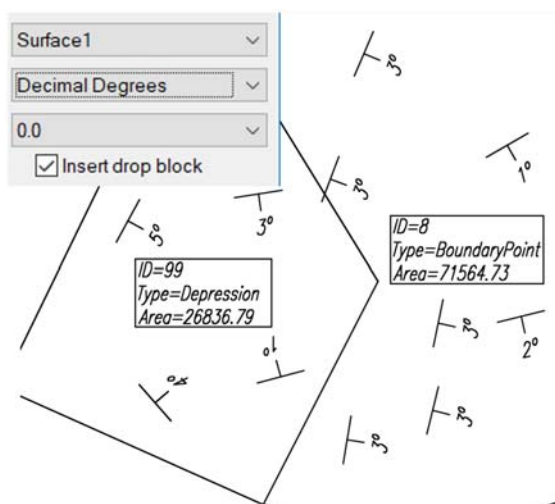 Surface1
Decimal Degrees
0.0
Insert drop block
3°
1°
3°
3°
5°
ID=8
Type=BoundaryPoint
Area=71564.73
ID=99
Type=Depression
Area=26836.79
3°
2°
1°
4°
3°
3°